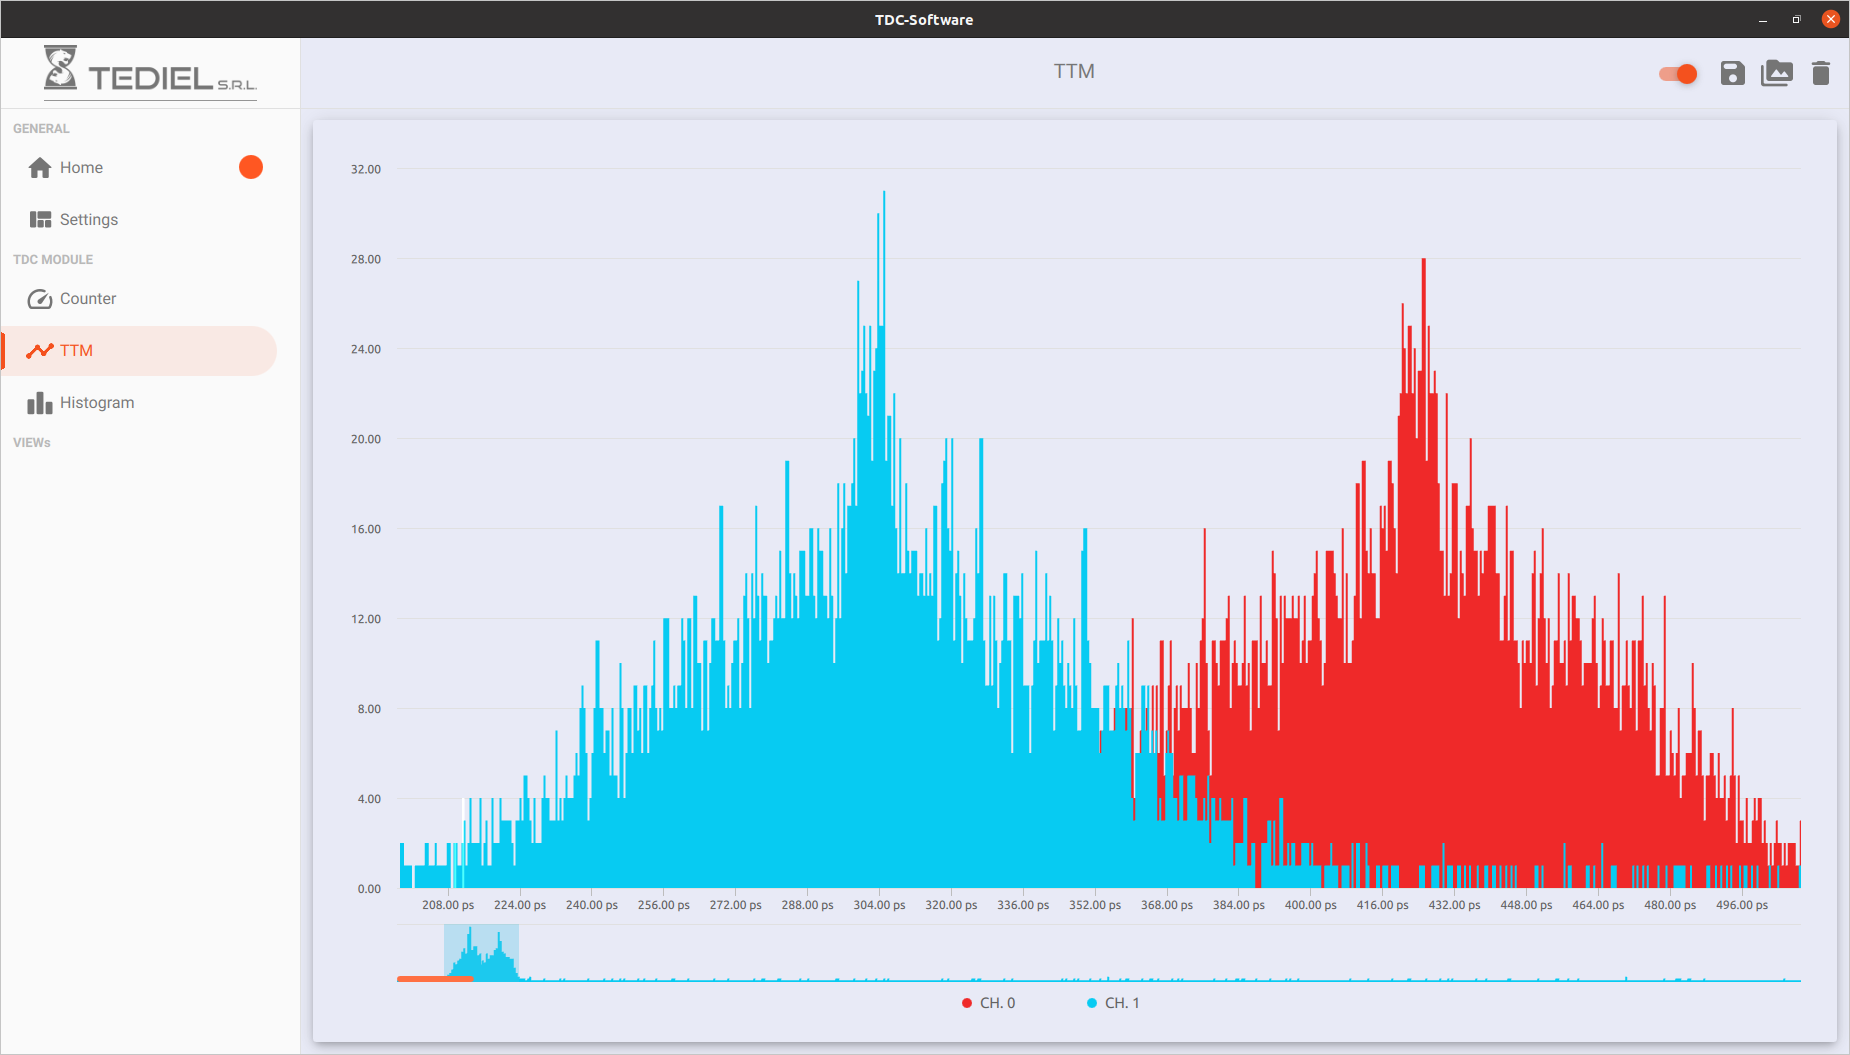 TDC-Software
TEDIEL S.R.L.
TTM
GENERAL
Home
Settings
TDC MODULE
Counter
TTM
Histogram
VIEWs
32.00
28.00
24.00
20.00
16.00
12.00
8.00
4.00
0.00
208.00 ps 224.00 ps 240.00 ps 256.00 ps 272.00 ps 288.00 ps 304.00 ps 320.00 ps 336.00 ps 352.00 ps 368.00 ps 384.00 ps 400.00 ps 416.00 ps 432.00 ps 448.00 ps 464.00 ps 480.00 ps 496.00 ps
CH. 0 CH. 1